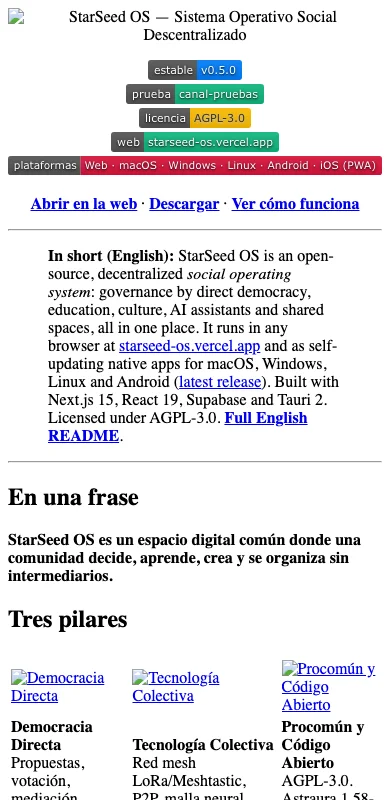 StarSeed OS — Sistema Operativo Social
Descentralizado
estable v0.5.0
prueba canal-pruebas
licencia AGPL-3.0
web starseed-os.vercel.app
plataformas Web · macOS · Windows · Linux · Android · iOS (PWA)
Abrir en la web · Descargar · Ver cómo funciona
In short (English): StarSeed OS is an open-
source, decentralized social operating
system: governance by direct democracy,
education, culture, AI assistants and shared
spaces, all in one place. It runs in any
browser at starseed-os.vercel.app and as self-
updating native apps for macOS, Windows,
Linux and Android (latest release). Built with
Next.js 15, React 19, Supabase and Tauri 2.
Licensed under AGPL-3.0. Full English
README.
En una frase
StarSeed OS es un espacio digital común donde una
comunidad decide, aprende, crea y se organiza sin
intermediarios.
Tres pilares
Democracia
Directa
Democracia
Directa
Propuestas,
votación,
mediación
Tecnología
Colectiva
Tecnología Colectiva
Red mesh
LoRa/Meshtastic,
P2P, malla neural
Procomún y
Código
Abierto
Procomún y
Código
Abierto
AGPL-3.0.
Astraura 1.58-